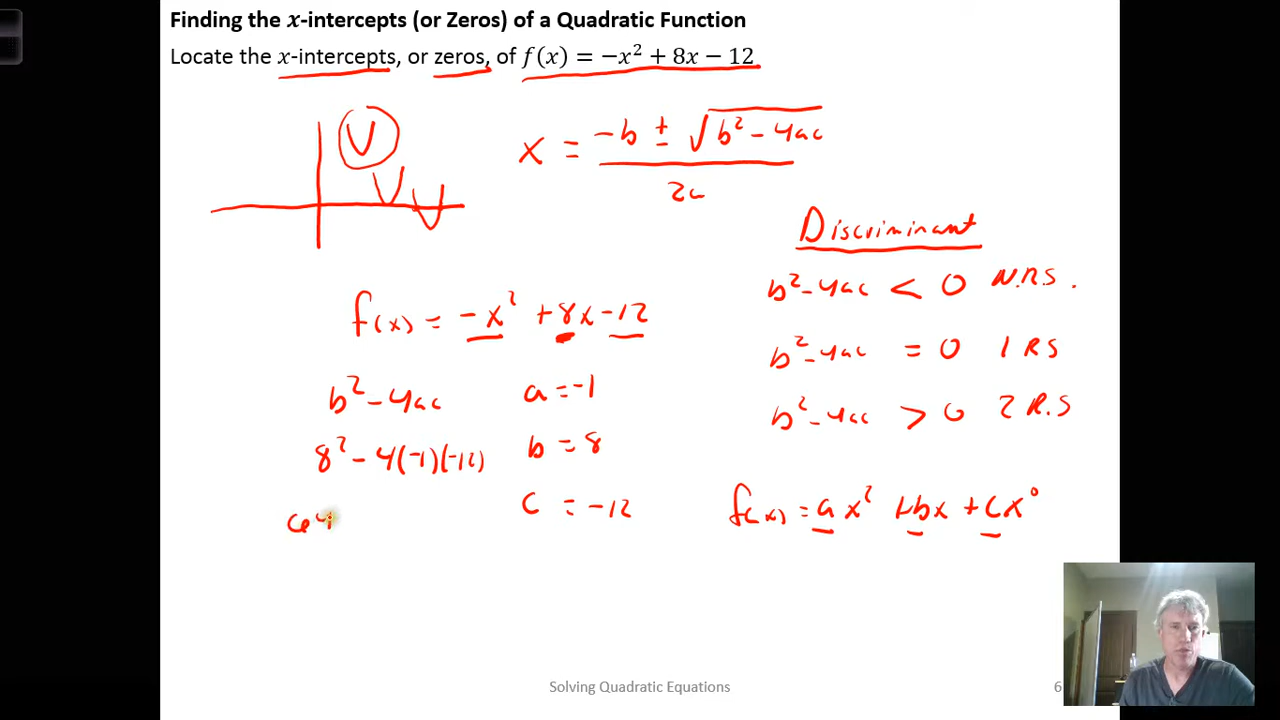 Finding the x-intercepts (or Zeros) of a Quadratic Function
Locate the x-intercepts, or zeros, of f(x) = −x² + 8x − 12
x = (-b ± √(b² - 4ac)) / 2a
Discriminant
b² - 4ac < 0 N.R.S.
f(x) = -x² + 8x - 12
b² - 4ac = 0 1 R S
b² - 4ac a = -1
b² - 4ac > 0 2 R.S
8² - 4(-1)(-12) b = 8
c = -12 f(x) = ax² + bx + cx⁰
64
Solving Quadratic Equations 6